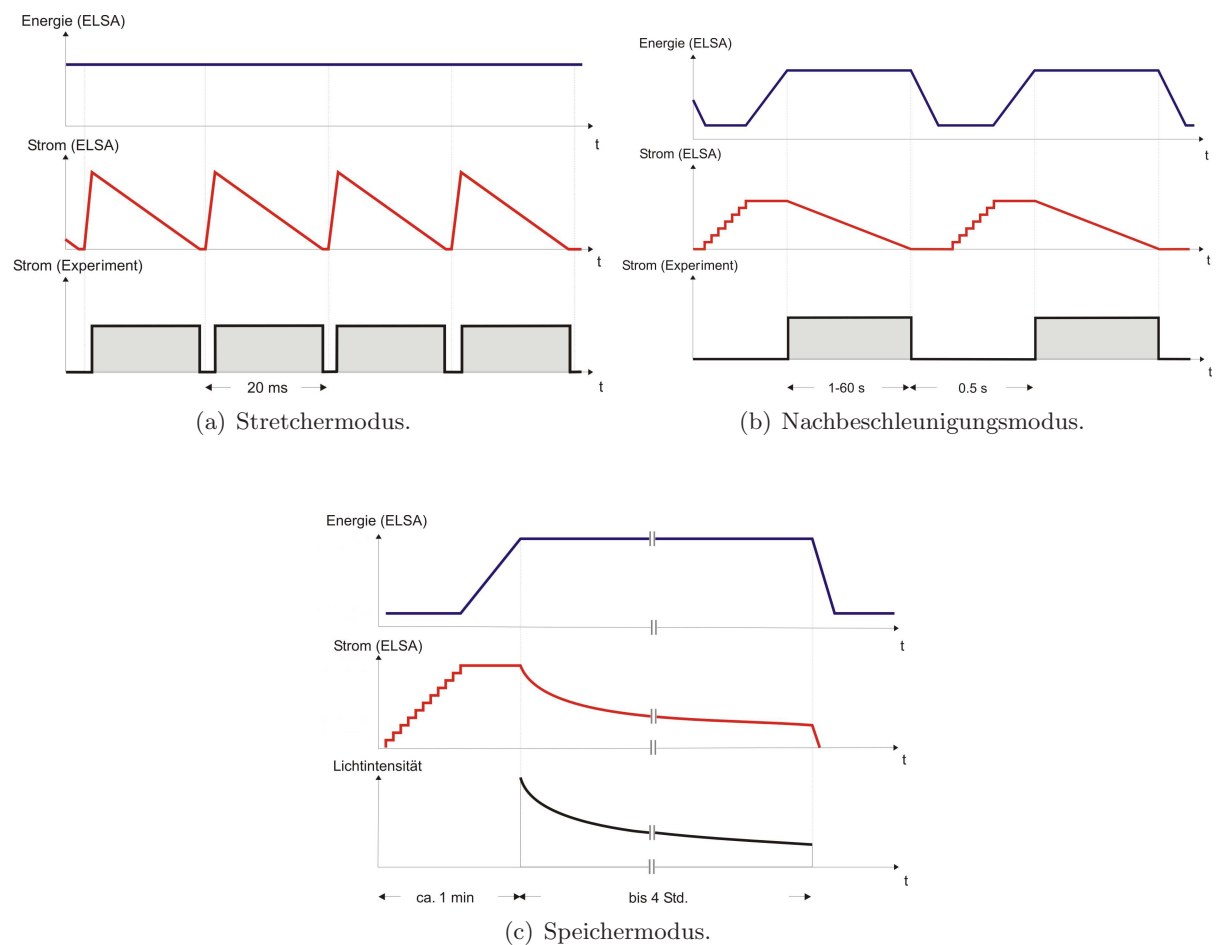 Energie (ELSA)
t
Strom (ELSA)
t
Strom (Experiment)
t
20 ms
(a) Stretchermodus.
Energie (ELSA)
t
Strom (ELSA)
t
Strom (Experiment)
t
1-60 s
0.5 s
(b) Nachbeschleunigungsmodus.
Energie (ELSA)
t
Strom (ELSA)
t
Lichtintensität
t
ca. 1 min
bis 4 Std.
(c) Speichermodus.